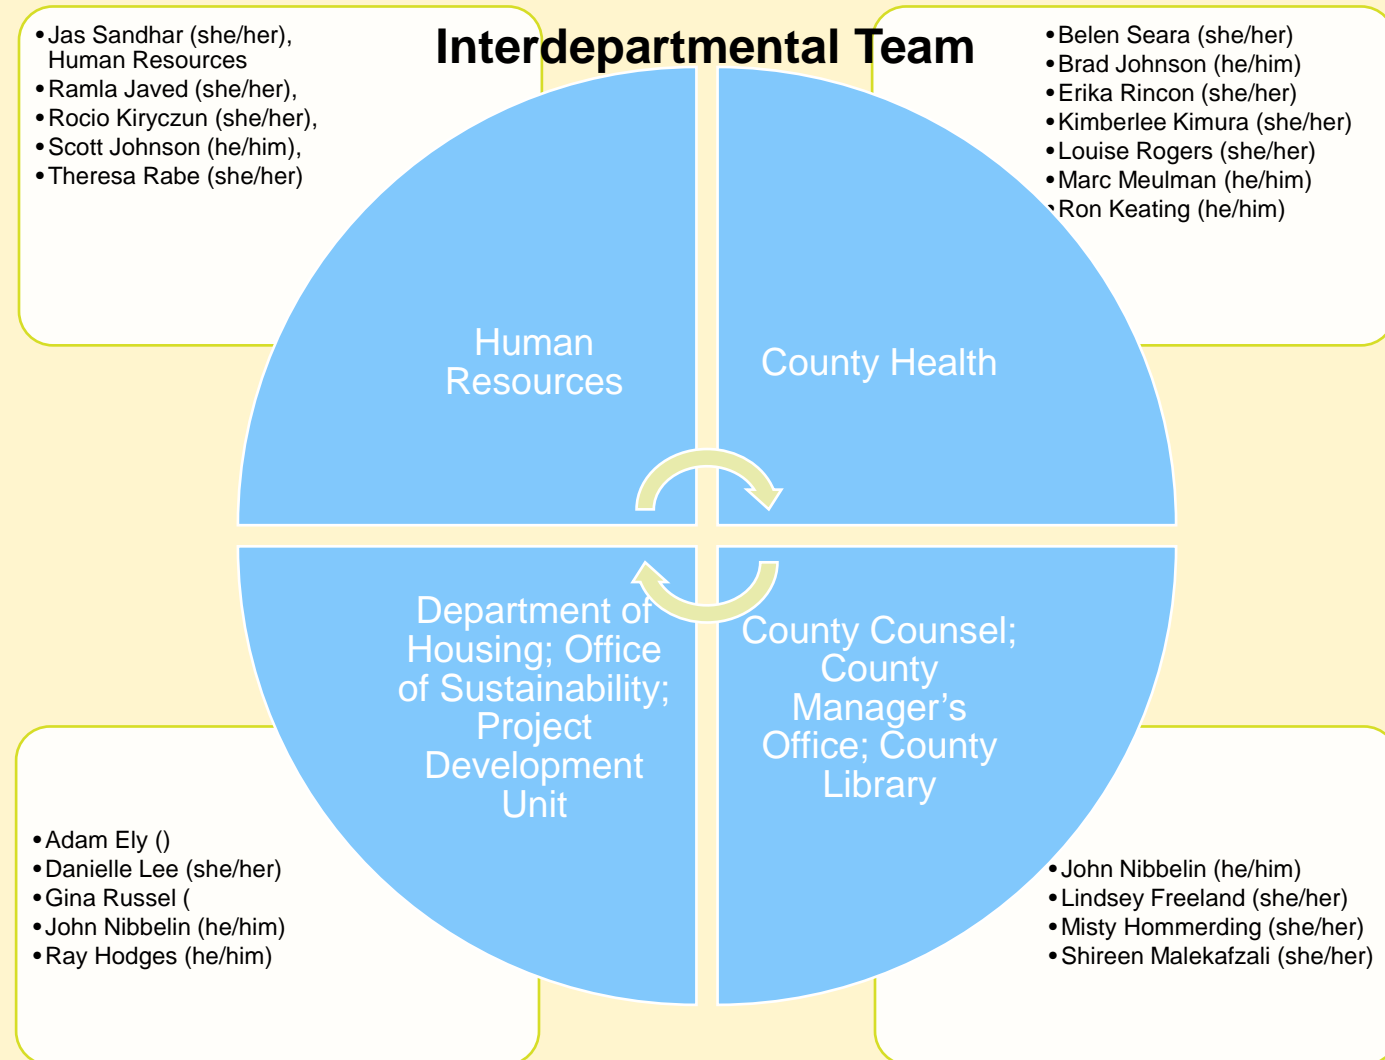 Interdepartmental Team
•Jas Sandhar (she/her),
Human Resources
•Ramla Javed (she/her),
•Rocio Kiryczun (she/her),
•Scott Johnson (he/him),
•Theresa Rabe (she/her)
•Belen Seara (she/her)
•Brad Johnson (he/him)
•Erika Rincon (she/her)
•Kimberlee Kimura (she/her)
•Louise Rogers (she/her)
•Marc Meulman (he/him)
•Ron Keating (he/him)
Human
Resources
County Health
Department of
Housing; Office
of Sustainability;
Project
Development
Unit
County Counsel;
County
Manager’s
Office; County
Library
•Adam Ely ()
•Danielle Lee (she/her)
•Gina Russel (
•John Nibbelin (he/him)
•Ray Hodges (he/him)
•John Nibbelin (he/him)
•Lindsey Freeland (she/her)
•Misty Hommerding (she/her)
•Shireen Malekafzali (she/her)